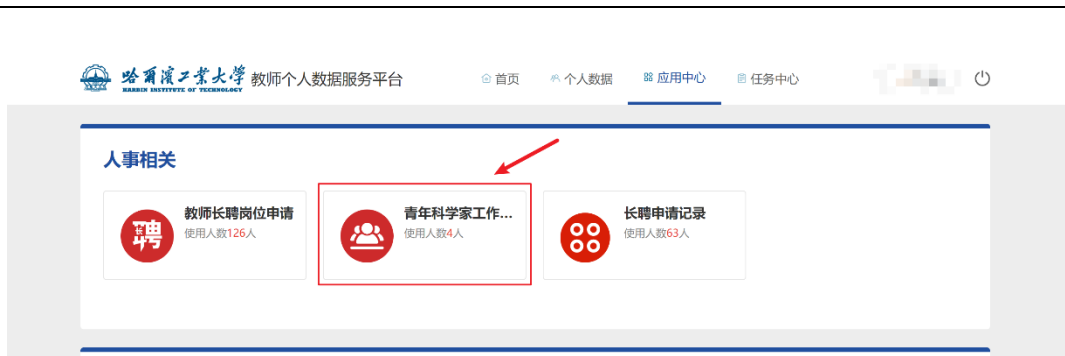 哈尔滨工业大学 教师个人数据服务平台 首页 个人数据 应用中心 任务中心
HARBIN INSTITUTE OF TECHNOLOGY
人事相关
聘 教师长聘岗位申请 青年科学家工作... 长聘申请记录
使用人数126人 使用人数4人 使用人数63人